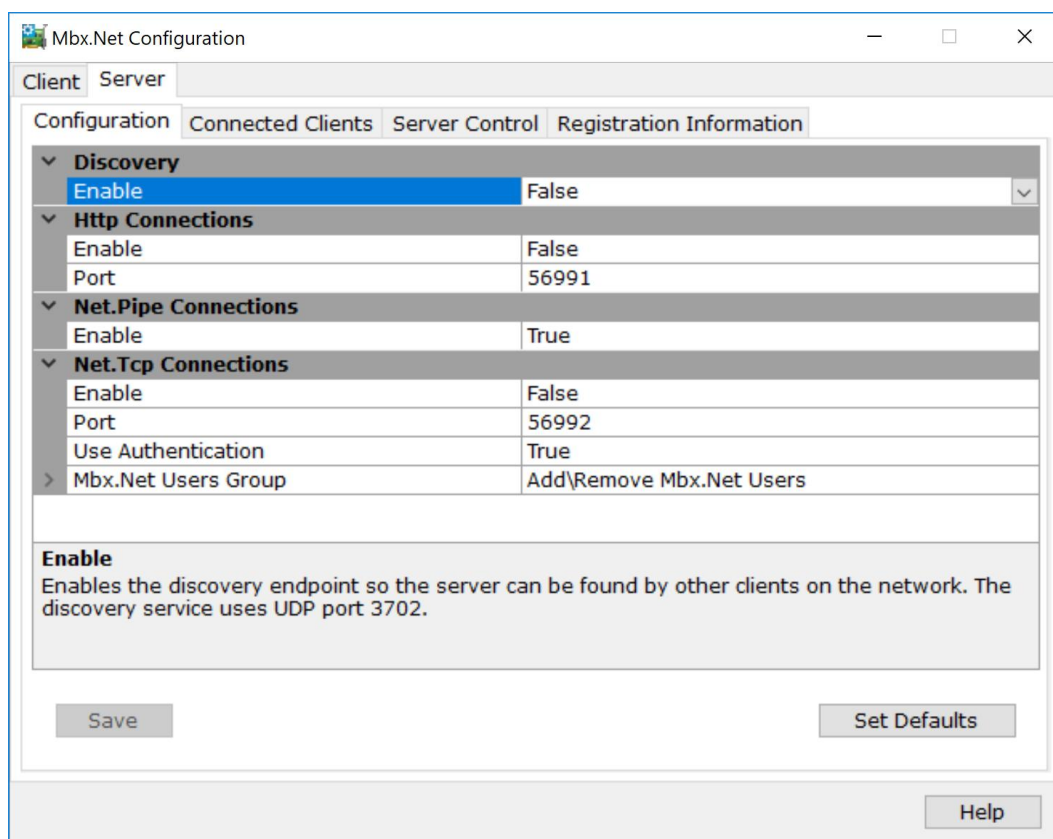 Mbx.Net Configuration
Client Server
Configuration Connected Clients Server Control Registration Information
Discovery
Enable False
Http Connections
Enable False
Port 56991
Net.Pipe Connections
Enable True
Net.Tcp Connections
Enable False
Port 56992
Use Authentication True
Mbx.Net Users Group Add\Remove Mbx.Net Users
Enable
Enables the discovery endpoint so the server can be found by other clients on the network. The
discovery service uses UDP port 3702.
Save Set Defaults
Help